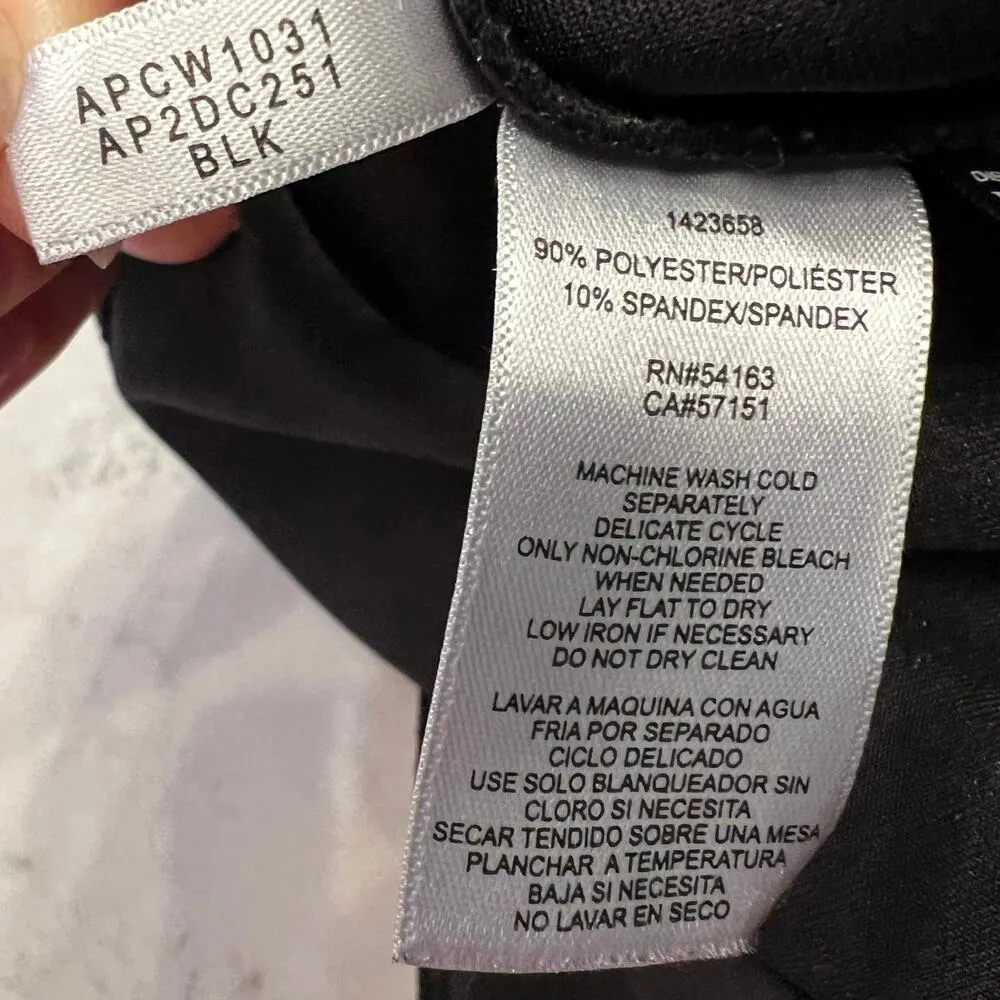 APCW1031
AP2DC251
BLK
1423658
90% POLYESTER/POLIÉSTER
10% SPANDEX/SPANDEX
RN#54163
CA#57151
MACHINE WASH COLD
SEPARATELY
DELICATE CYCLE
ONLY NON-CHLORINE BLEACH
WHEN NEEDED
LAY FLAT TO DRY
LOW IRON IF NECESSARY
DO NOT DRY CLEAN
LAVAR A MAQUINA CON AGUA
FRIA POR SEPARADO
CICLO DELICADO
USE SOLO BLANQUEADOR SIN
CLORO SI NECESITA
SECAR TENDIDO SOBRE UNA MESA
PLANCHAR A TEMPERATURA
BAJA SI NECESITA
NO LAVAR EN SECO